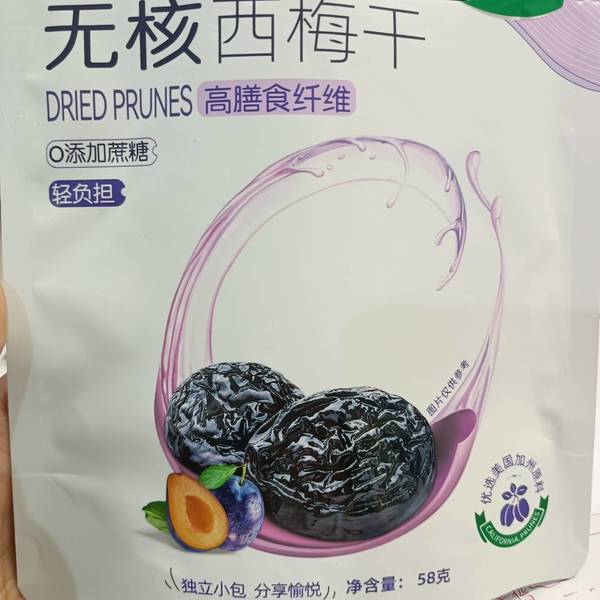 无核西梅干
DRIED PRUNES 高膳食纤维
0添加蔗糖
轻负担
图片仅供参考
优选美国加州原料
CALIFORNIA PRUNES
独立小包 分享愉悦
净含量： 58克